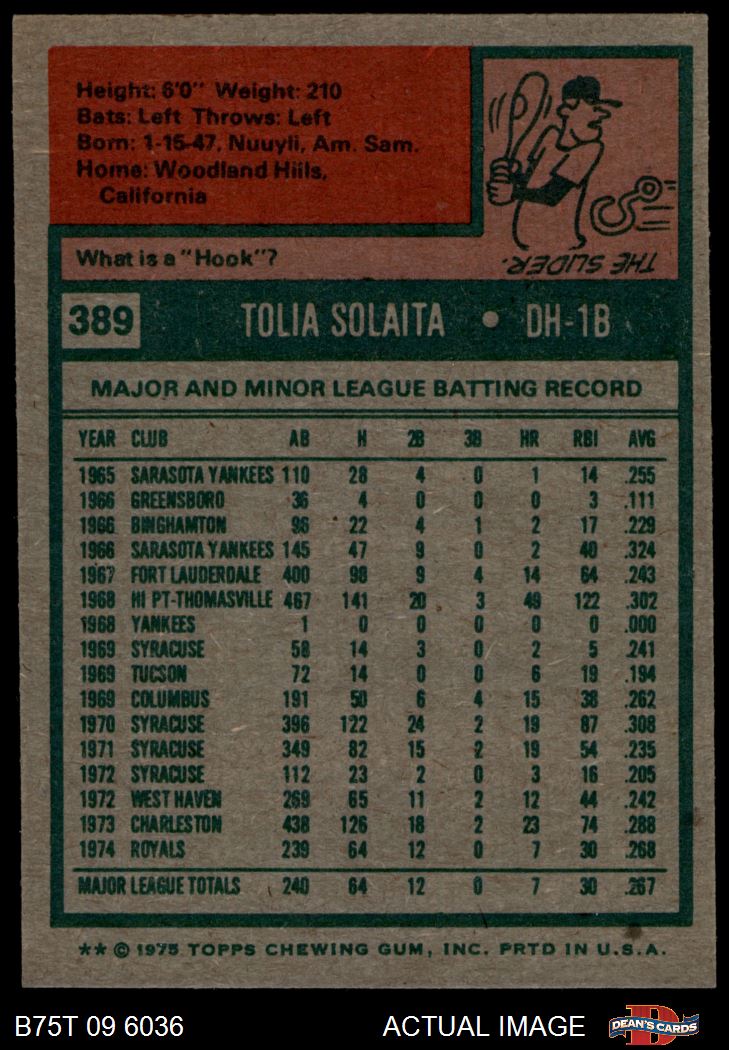 Height: 6'0" Weight: 210
Bats: Left Throws: Left
Born: 1-15-47, Nuuyli, Am. Sam.
Home: Woodland Hills,
California
What is a "Hook"?
THE SLIDER.
389 TOLIA SOLAITA • DH-1B
MAJOR AND MINOR LEAGUE BATTING RECORD
YEAR CLUB AB H 2B 3B HR RBI AVG
1965 SARASOTA YANKEES 110 28 4 0 1 14 .255
1966 GREENSBORO 36 4 0 0 0 3 .111
1966 BINGHAMTON 96 22 4 1 2 17 .229
1966 SARASOTA YANKEES 145 47 9 0 2 40 .324
1967 FORT LAUDERDALE 400 98 9 4 14 64 .243
1968 HI PT-THOMASVILLE 467 141 20 3 49 122 .302
1968 YANKEES 1 0 0 0 0 0 .000
1969 SYRACUSE 58 14 3 0 2 5 .241
1969 TUCSON 72 14 0 0 6 19 .194
1969 COLUMBUS 191 50 6 4 15 38 .262
1970 SYRACUSE 396 122 24 2 19 87 .308
1971 SYRACUSE 349 82 15 2 19 54 .235
1972 SYRACUSE 112 23 2 0 3 16 .205
1972 WEST HAVEN 269 65 11 2 12 44 .242
1973 CHARLESTON 438 126 18 2 23 74 .288
1974 ROYALS 239 64 12 0 7 30 .268
MAJOR LEAGUE TOTALS 240 64 12 0 7 30 .267
** © 1975 TOPPS CHEWING GUM, INC. PRTD IN U.S.A.
B75T 09 6036 ACTUAL IMAGE DEAN'S CARDS